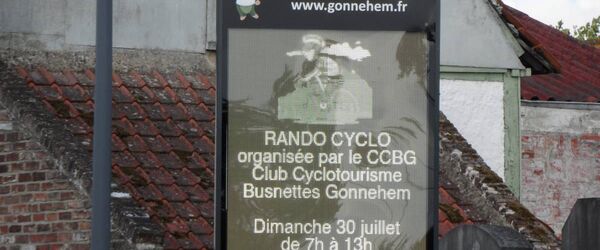 www.gonnehem.fr
RANDO CYCLO
organisée par le CCBG
Club Cyclotourisme
Busnettes Gonnehem
Dimanche 30 juillet
de 7h à 13h